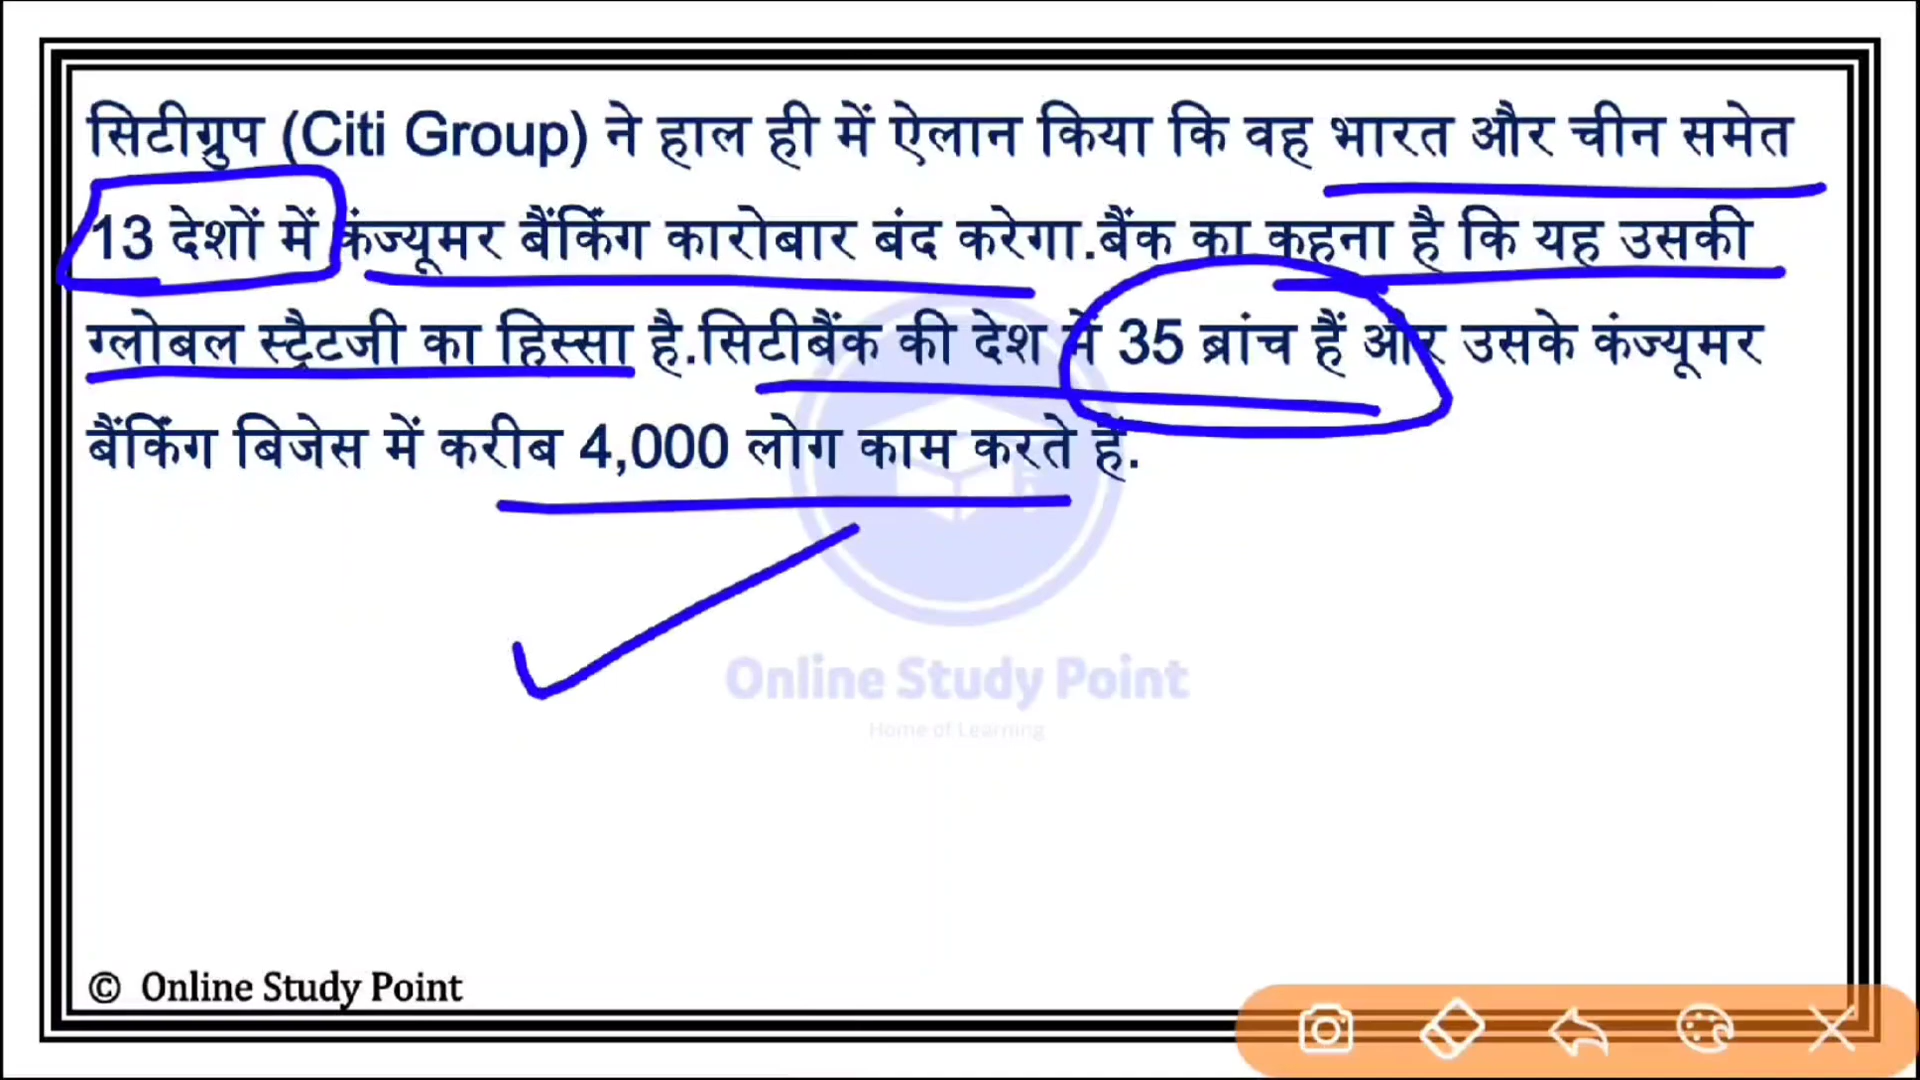 सिटीग्रुप (Citi Group) ने हाल ही में ऐलान किया कि वह भारत और चीन समेत
13 देशों में कंज्यूमर बैंकिंग कारोबार बंद करेगा.बैंक का कहना है कि यह उसकी
ग्लोबल स्ट्रैटजी का हिस्सा है.सिटीबैंक की देश में 35 ब्रांच हैं और उसके कंज्यूमर
बैंकिंग बिजेस में करीब 4,000 लोग काम करते हैं.
Online Study Point
Home of Learning
© Online Study Point